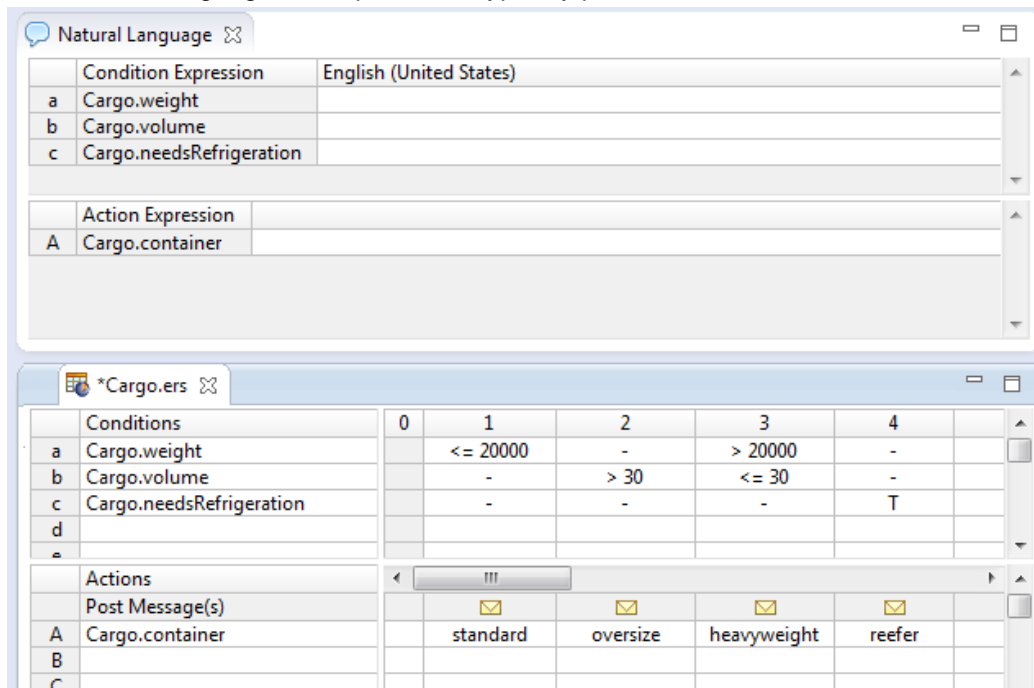 Natural Language
Condition Expression English (United States)
a Cargo.weight
b Cargo.volume
c Cargo.needsRefrigeration
Action Expression
A Cargo.container
*Cargo.ers
Conditions 0 1 2 3 4
a Cargo.weight <= 20000 - > 20000 -
b Cargo.volume - > 30 <= 30 -
c Cargo.needsRefrigeration - - - T
d
e
Actions
Post Message(s)
A Cargo.container standard oversize heavyweight reefer
B
C